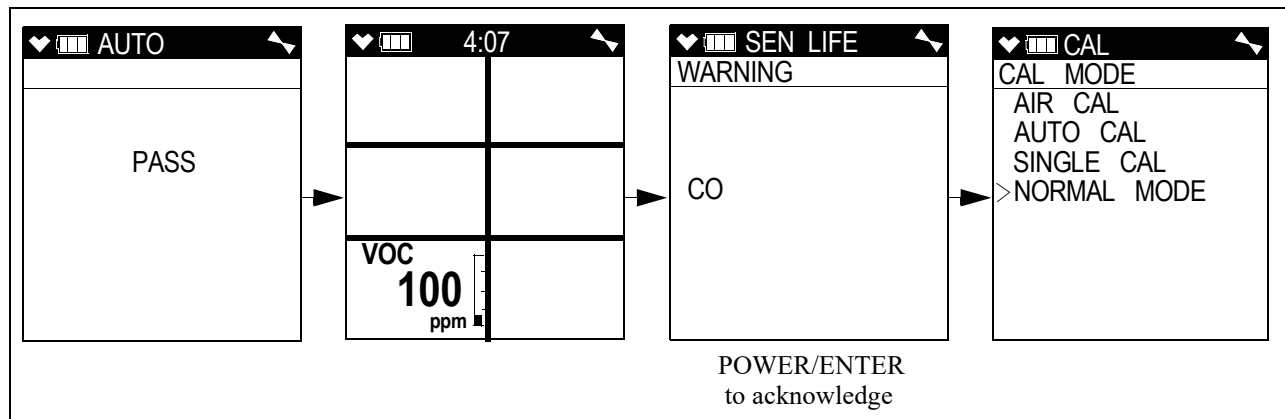 AUTO
PASS
4:07
VOC
100
ppm
SEN LIFE
WARNING
CO
POWER/ENTER
to acknowledge
CAL
CAL MODE
AIR CAL
AUTO CAL
SINGLE CAL
>NORMAL MODE